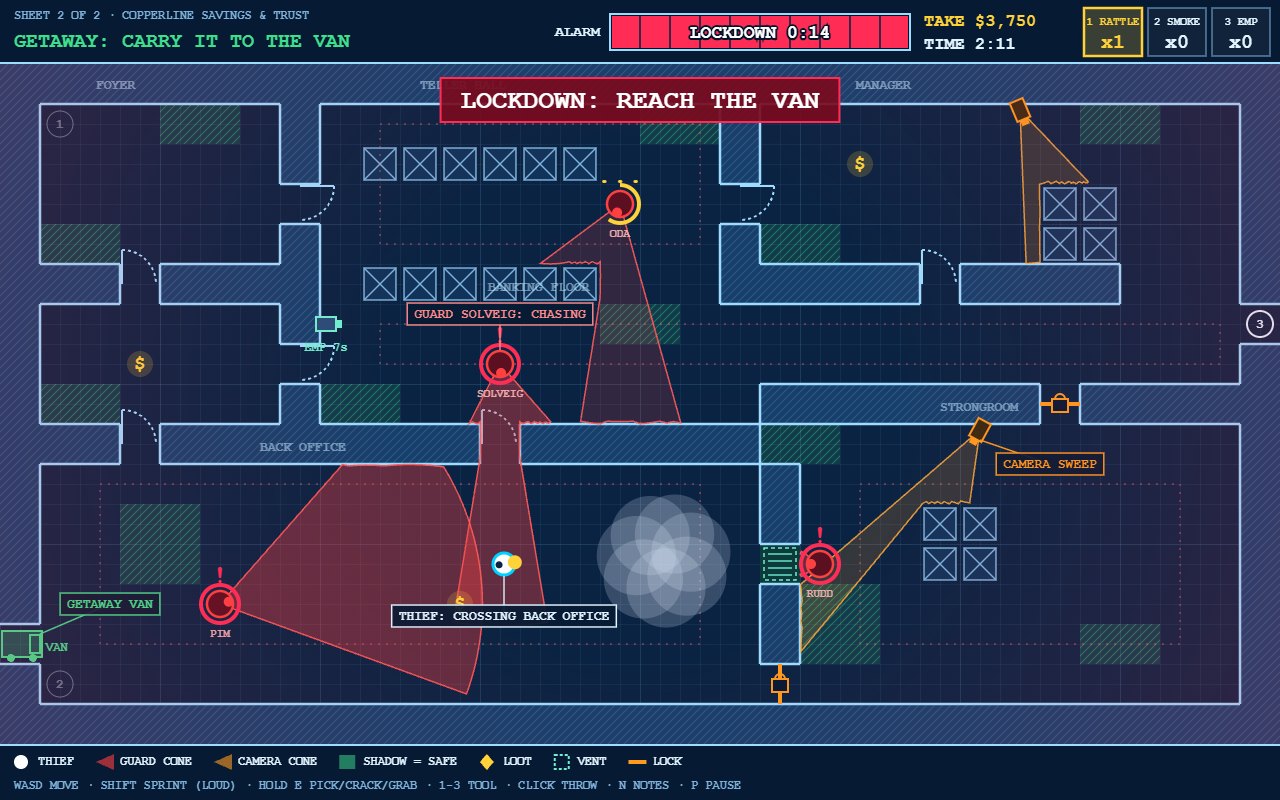 SHEET 2 OF 2 · COPPERLINE SAVINGS & TRUST
GETAWAY: CARRY IT TO THE VAN
ALARM
LOCKDOWN 0:14
TAKE $3,750
TIME 2:11
1 RATTLE
x1
2 SMOKE
x0
3 EMP
x0
FOYER
MANAGER
LOCKDOWN: REACH THE VAN
1
$
ODA
BANKING FLOOR
GUARD SOLVEIG: CHASING
EMP 7s
3
$
SOLVEIG
STRONGROOM
BACK OFFICE
CAMERA SWEEP
GETAWAY VAN
RUDD
THIEF: CROSSING BACK OFFICE
PIM
VAN
2
THIEF
GUARD CONE
CAMERA CONE
SHADOW = SAFE
LOOT
VENT
LOCK
WASD MOVE · SHIFT SPRINT (LOUD) · HOLD E PICK/CRACK/GRAB · 1-3 TOOL · CLICK THROW · N NOTES · P PAUSE